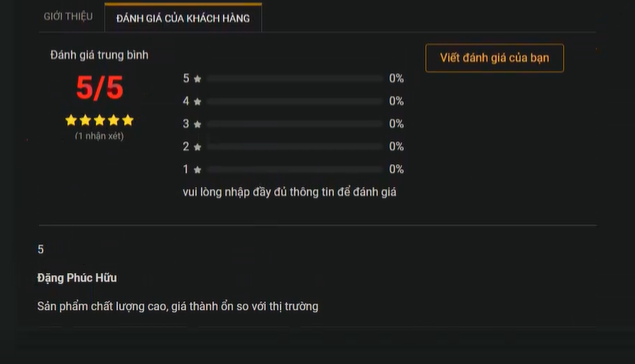 GIỚI THIỆU
ĐÁNH GIÁ CỦA KHÁCH HÀNG
Đánh giá trung bình
5/5
(1 nhận xét)
5 ★ 0%
4 ★ 0%
3 ★ 0%
2 ★ 0%
1 ★ 0%
vui lòng nhập đầy đủ thông tin để đánh giá
Viết đánh giá của bạn
5
Đặng Phúc Hữu
Sản phẩm chất lượng cao, giá thành ổn so với thị trường